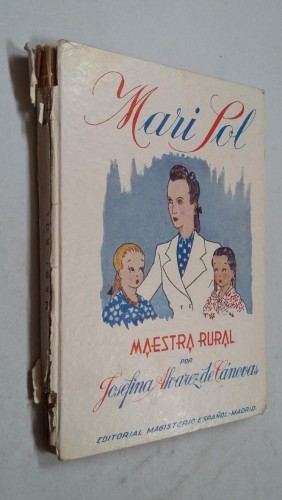 Mari Sol
MAESTRA RURAL
POR
Josefina Alvarez de Cánovas
EDITORIAL MAGISTERIO ESPAÑOL-MADRID